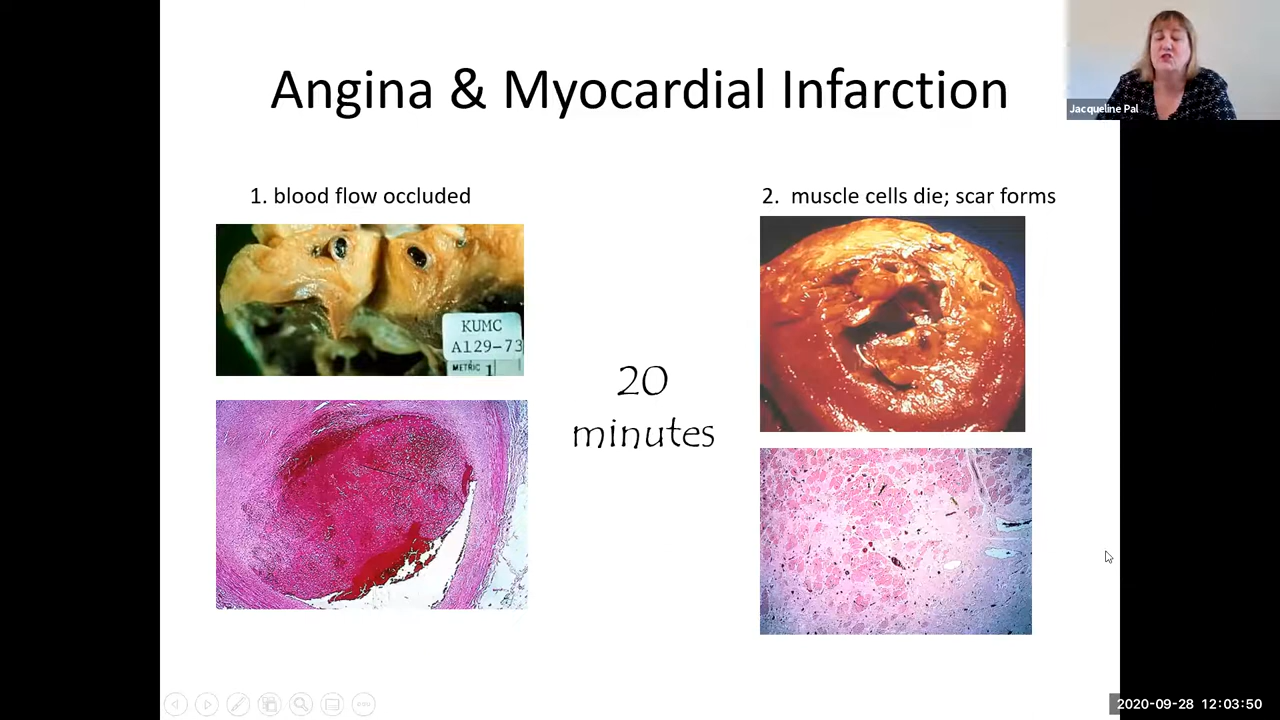 Angina & Myocardial Infarction
Jacqueline Pal
1. blood flow occluded
2. muscle cells die; scar forms
KUMC
A129-73
METRIC 1
20
minutes
2020-09-28 12:03:50